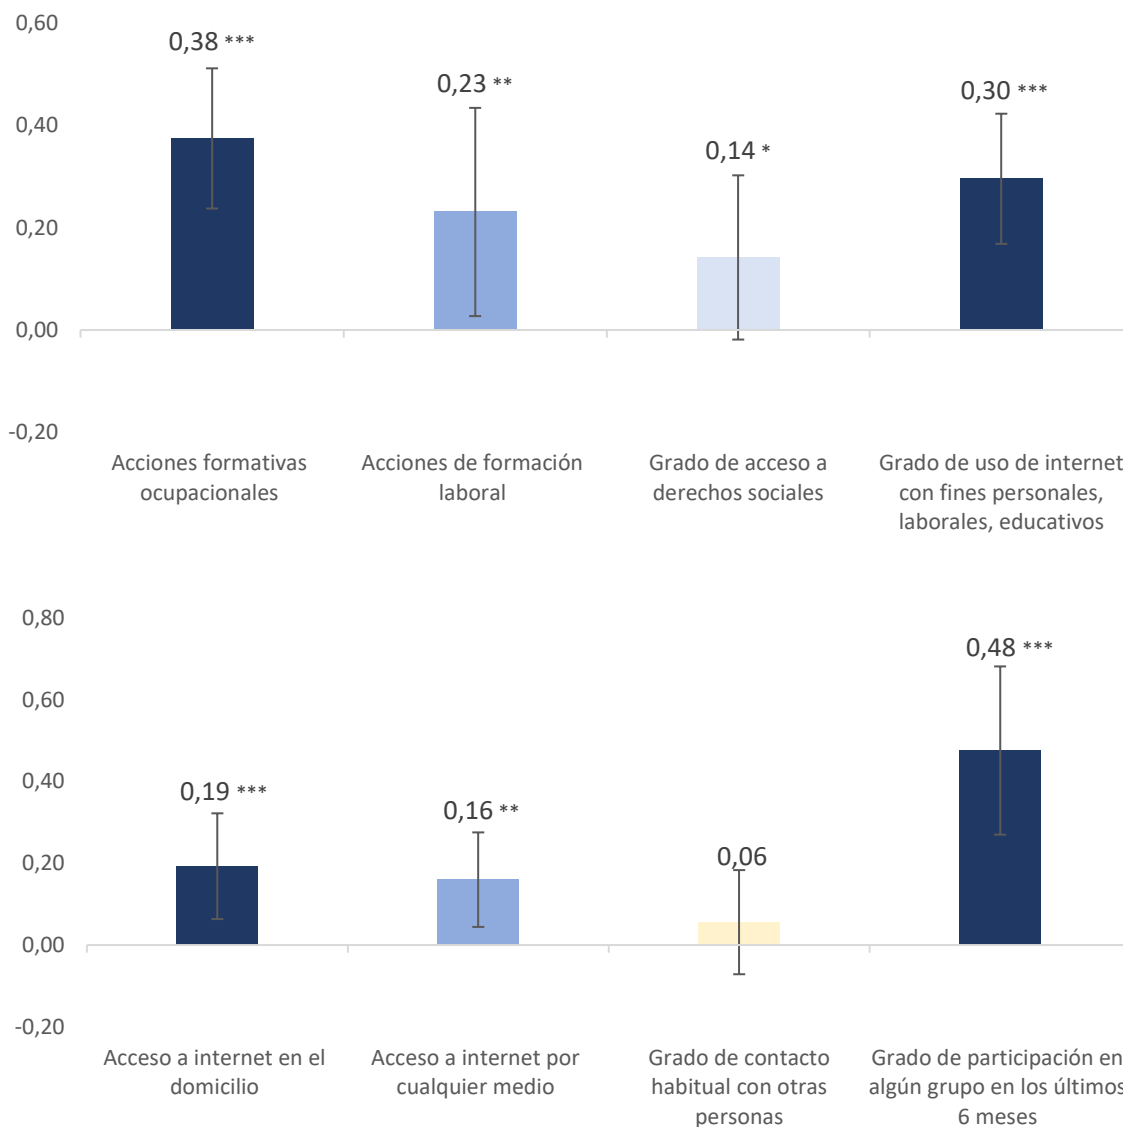 0,60
0,40
0,20
0,00
-0,20
0,38 ***
0,23 **
0,14 *
0,30 ***
Acciones formativas
ocupacionales
Acciones de formación
laboral
Grado de acceso a
derechos sociales
Grado de uso de internet
con fines personales,
laborales, educativos
0,80
0,60
0,40
0,20
0,00
-0,20
0,19 ***
0,16 **
0,06
0,48 ***
Acceso a internet en el
domicilio
Acceso a internet por
cualquier medio
Grado de contacto
habitual con otras
personas
Grado de participación en
algún grupo en los últimos
6 meses